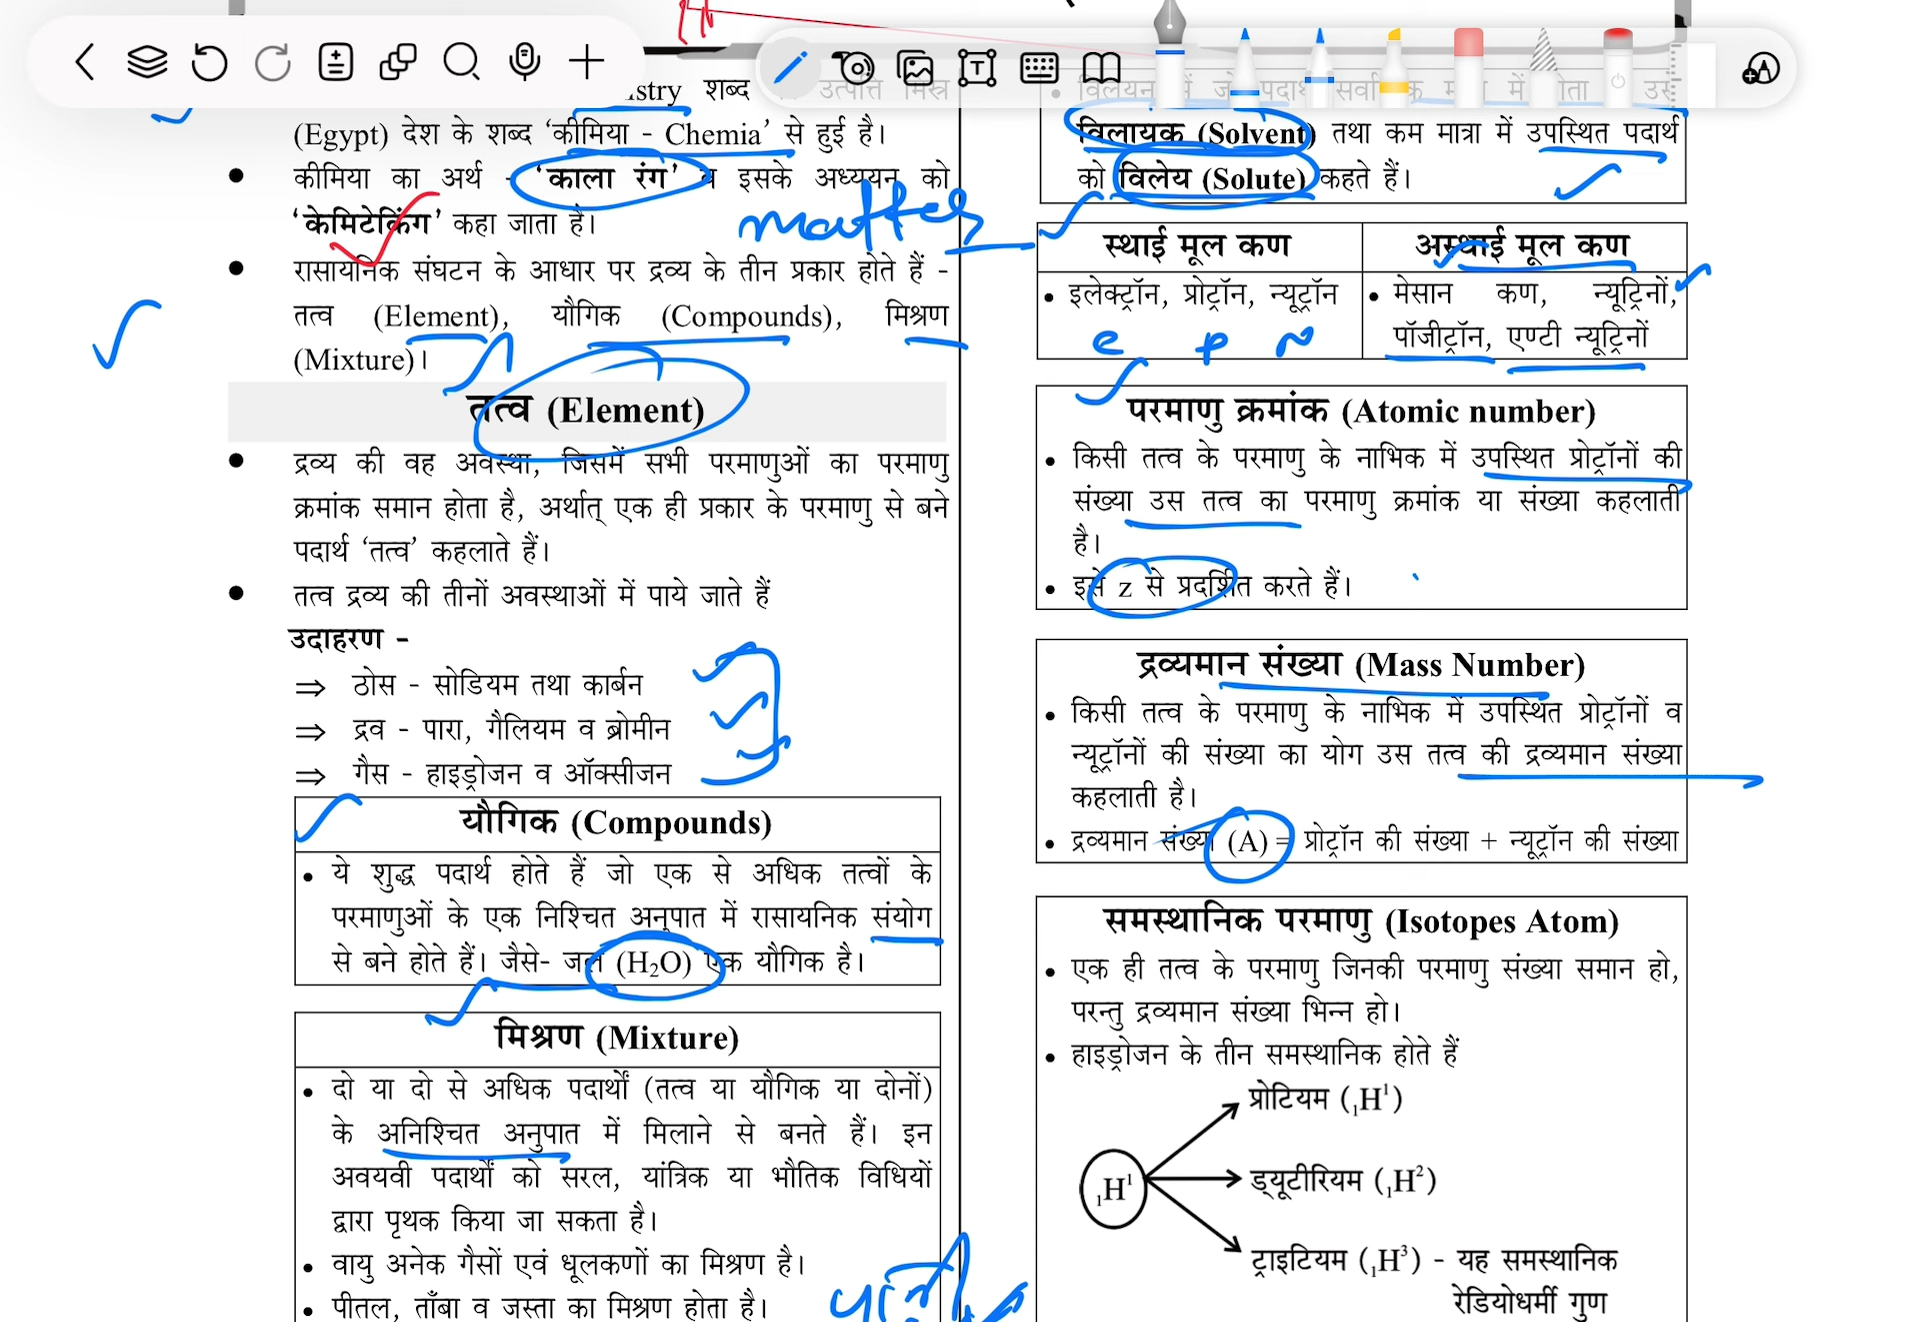 stry शब्द
(Egypt) देश के शब्द ‘कीमिया - Chemia’ से हुई है।
• कीमिया का अर्थ - ‘काला रंग’ व इसके अध्ययन को
‘केमिटेकिंग’ कहा जाता है।
matter
• रासायनिक संघटन के आधार पर द्रव्य के तीन प्रकार होते हैं -
तत्व (Element), यौगिक (Compounds), मिश्रण
(Mixture)।
तत्व (Element)
• द्रव्य की वह अवस्था, जिसमें सभी परमाणुओं का परमाणु
क्रमांक समान होता है, अर्थात् एक ही प्रकार के परमाणु से बने
पदार्थ ‘तत्व’ कहलाते हैं।
• तत्व द्रव्य की तीनों अवस्थाओं में पाये जाते हैं
उदाहरण -
⇒ ठोस - सोडियम तथा कार्बन
⇒ द्रव - पारा, गैलियम व ब्रोमीन
⇒ गैस - हाइड्रोजन व ऑक्सीजन
यौगिक (Compounds)
• ये शुद्ध पदार्थ होते हैं जो एक से अधिक तत्वों के
परमाणुओं के एक निश्चित अनुपात में रासायनिक संयोग
से बने होते हैं। जैसे- जल (H₂O) एक यौगिक है।
मिश्रण (Mixture)
• दो या दो से अधिक पदार्थों (तत्व या यौगिक या दोनों)
के अनिश्चित अनुपात में मिलाने से बनते हैं। इन
अवयवी पदार्थों को सरल, यांत्रिक या भौतिक विधियों
द्वारा पृथक किया जा सकता है।
• वायु अनेक गैसों एवं धूलकणों का मिश्रण है।
• पीतल, ताँबा व जस्ता का मिश्रण होता है।
विलायक (Solvent) तथा कम मात्रा में उपस्थित पदार्थ
को विलेय (Solute) कहते हैं।
स्थाई मूल कण अस्थाई मूल कण
• इलेक्ट्रॉन, प्रोट्रॉन, न्यूट्रॉन • मेसान कण, न्यूट्रिनों,
पॉजीट्रॉन, एण्टी न्यूट्रिनों
e p n
परमाणु क्रमांक (Atomic number)
• किसी तत्व के परमाणु के नाभिक में उपस्थित प्रोट्रॉनों की
संख्या उस तत्व का परमाणु क्रमांक या संख्या कहलाती
है।
• इसे z से प्रदर्शित करते हैं।
द्रव्यमान संख्या (Mass Number)
• किसी तत्व के परमाणु के नाभिक में उपस्थित प्रोट्रॉनों व
न्यूट्रॉनों की संख्या का योग उस तत्व की द्रव्यमान संख्या
कहलाती है।
• द्रव्यमान संख्या (A) = प्रोट्रॉन की संख्या + न्यूट्रॉन की संख्या
समस्थानिक परमाणु (Isotopes Atom)
• एक ही तत्व के परमाणु जिनकी परमाणु संख्या समान हो,
परन्तु द्रव्यमान संख्या भिन्न हो।
• हाइड्रोजन के तीन समस्थानिक होते हैं
प्रोटियम (₁H¹)
₁H¹ ड्यूटीरियम (₁H²)
ट्राइटियम (₁H³) - यह समस्थानिक
रेडियोधर्मी गुण